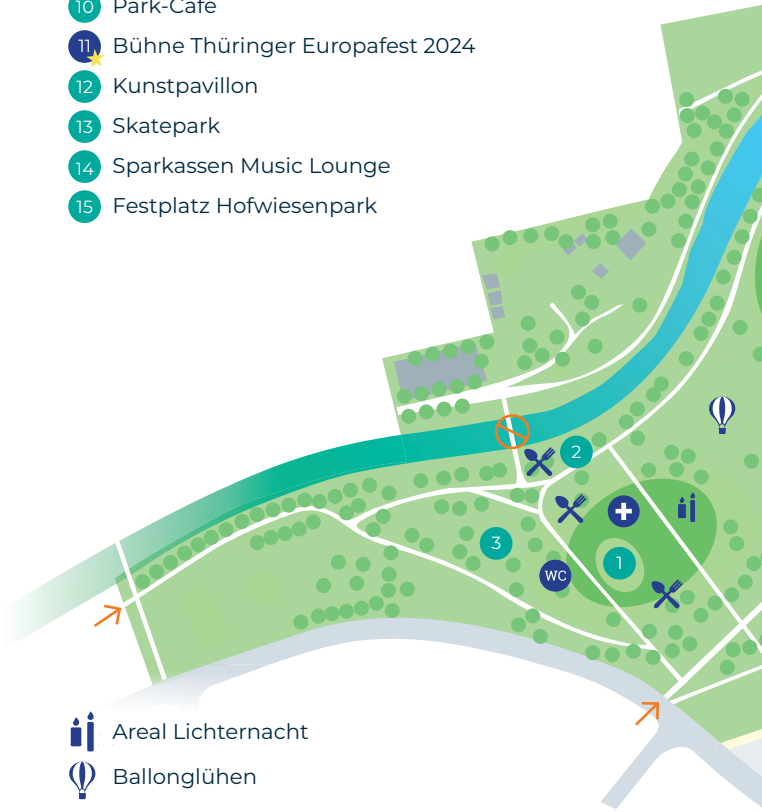 10 Park-Café
11 Bühne Thüringer Europafest 2024
12 Kunstpavillon
13 Skatepark
14 Sparkassen Music Lounge
15 Festplatz Hofwiesenpark
2
3
1
WC
Areal Lichternacht
Ballonglühen